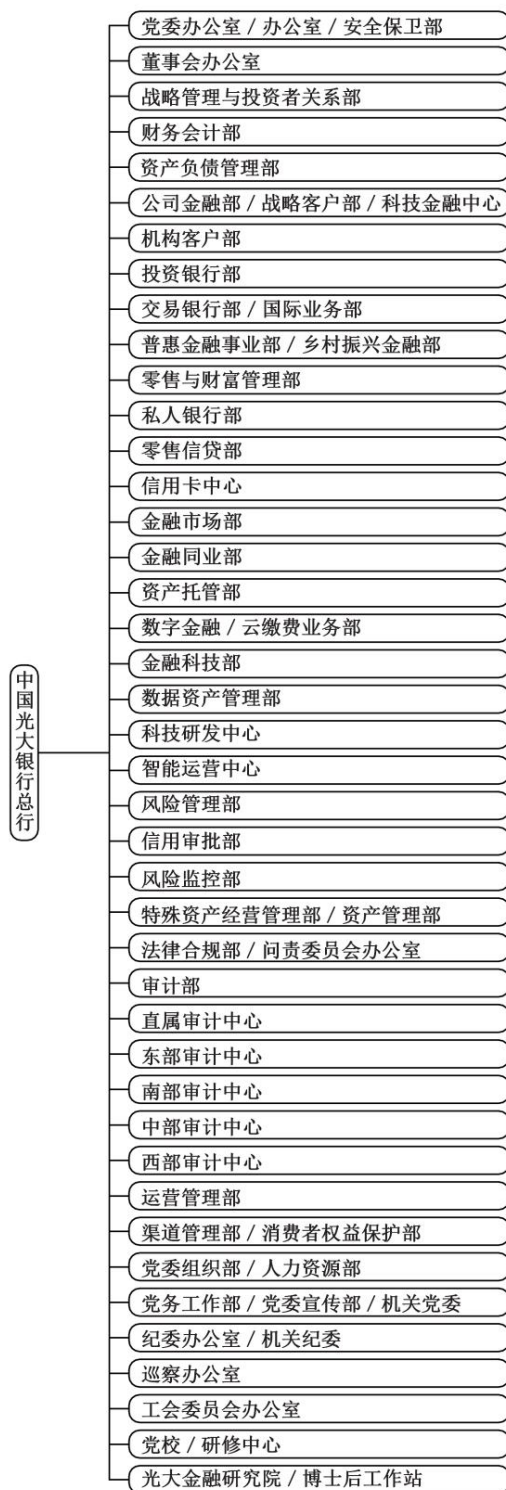 党委办公室 / 办公室 / 安全保卫部
董事会办公室
战略管理与投资者关系部
财务会计部
资产负债管理部
公司金融部 / 战略客户部 / 科技金融中心
机构客户部
投资银行部
交易银行部 / 国际业务部
普惠金融事业部 / 乡村振兴金融部
零售与财富管理部
私人银行部
零售信贷部
信用卡中心
金融市场部
金融同业部
资产托管部
数字金融 / 云缴费业务部
金融科技部
数据资产管理部
中国光大银行总行
科技研发中心
智能运营中心
风险管理部
信用审批部
风险监控部
特殊资产经营管理部 / 资产管理部
法律合规部 / 问责委员会办公室
审计部
直属审计中心
东部审计中心
南部审计中心
中部审计中心
西部审计中心
运营管理部
渠道管理部 / 消费者权益保护部
党委组织部 / 人力资源部
党务工作部 / 党委宣传部 / 机关党委
纪委办公室 / 机关纪委
巡察办公室
工会委员会办公室
党校 / 研修中心
光大金融研究院 / 博士后工作站